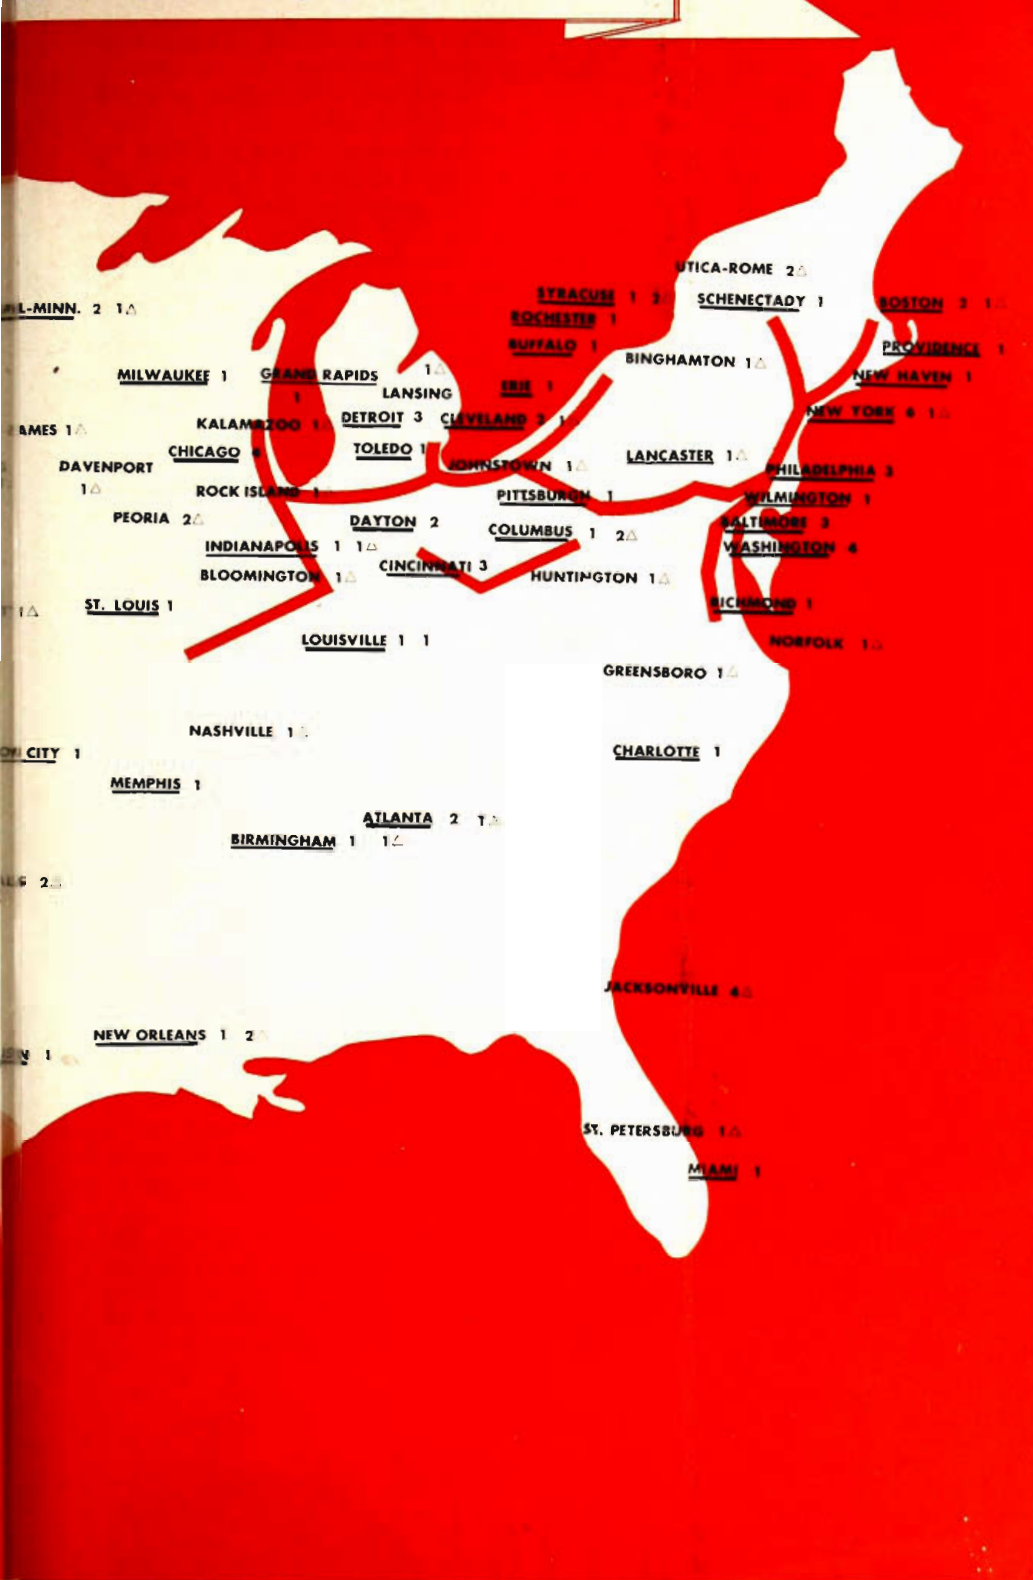 UTICA-ROME 2△
SYRACUSE 1 2△
SCHENECTADY 1
BOSTON 3 1△
L-MINN. 2 1△
ROCHESTER 1
BUFFALO 1
PROVIDENCE 1
BINGHAMTON 1△
MILWAUKEE 1
GRAND RAPIDS
1
1△
LANSING
ERIE 1
NEW HAVEN 1
KALAMAZOO 1△
DETROIT 3
CLEVELAND 3 1△
NEW YORK 6 1△
AMES 1△
CHICAGO 4
TOLEDO 1
LANCASTER 1△
DAVENPORT
1△
JOHNSTOWN 1△
PHILADELPHIA 3
ROCK ISLAND 1△
PITTSBURGH 1
WILMINGTON 1
PEORIA 2△
DAYTON 2
COLUMBUS 1 2△
BALTIMORE 3
INDIANAPOLIS 1 1△
WASHINGTON 4
BLOOMINGTON 1△
CINCINNATI 3
HUNTINGTON 1△
1△
ST. LOUIS 1
RICHMOND 1
LOUISVILLE 1 1
NORFOLK 1△
GREENSBORO 1△
NASHVILLE 1
CITY 1
CHARLOTTE 1
MEMPHIS 1
ATLANTA 2 1△
BIRMINGHAM 1 1△
2△
JACKSONVILLE 4△
NEW ORLEANS 1 2△
N 1
ST. PETERSBURG 1△
MIAMI 1